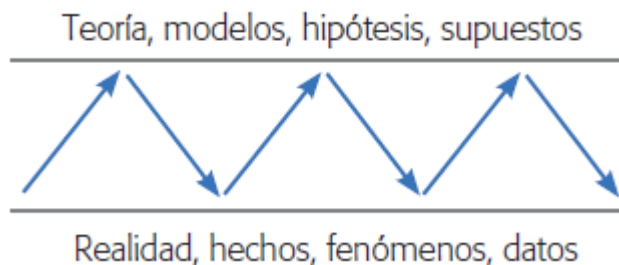 Teoría, modelos, hipótesis, supuestos
Realidad, hechos, fenómenos, datos